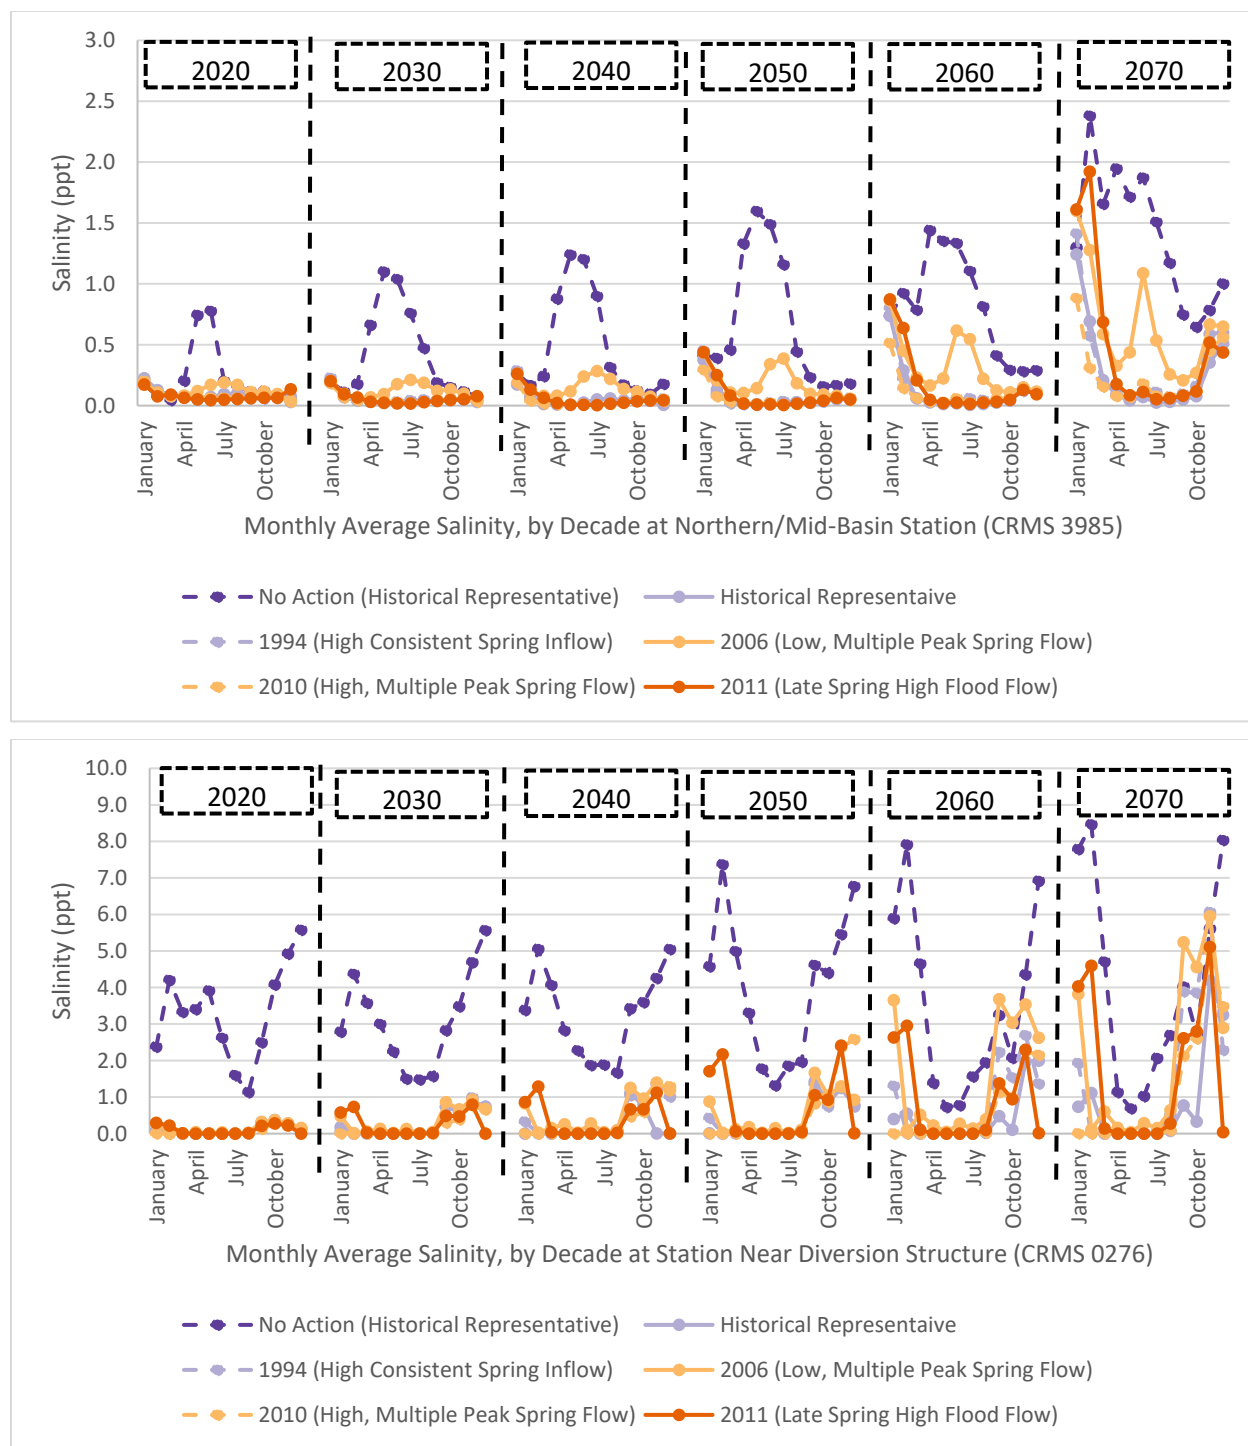 3.0
2020
2030
2040
2050
2060
2070
2.5
2.0
1.5
1.0
0.5
0.0
Salinity (ppt)
January
April
July
October
January
April
July
October
January
April
July
October
January
April
July
October
January
April
July
October
January
April
July
October
Monthly Average Salinity, by Decade at Northern/Mid-Basin Station (CRMS 3985)
No Action (Historical Representative)
Historical Representaive
1994 (High Consistent Spring Inflow)
2006 (Low, Multiple Peak Spring Flow)
2010 (High, Multiple Peak Spring Flow)
2011 (Late Spring High Flood Flow)
10.0
2020
2030
2040
2050
2060
2070
9.0
8.0
7.0
6.0
5.0
4.0
3.0
2.0
1.0
0.0
Salinity (ppt)
January
April
July
October
January
April
July
October
January
April
July
October
January
April
July
October
January
April
July
October
January
April
July
October
Monthly Average Salinity, by Decade at Station Near Diversion Structure (CRMS 0276)
No Action (Historical Representative)
Historical Representaive
1994 (High Consistent Spring Inflow)
2006 (Low, Multiple Peak Spring Flow)
2010 (High, Multiple Peak Spring Flow)
2011 (Late Spring High Flood Flow)